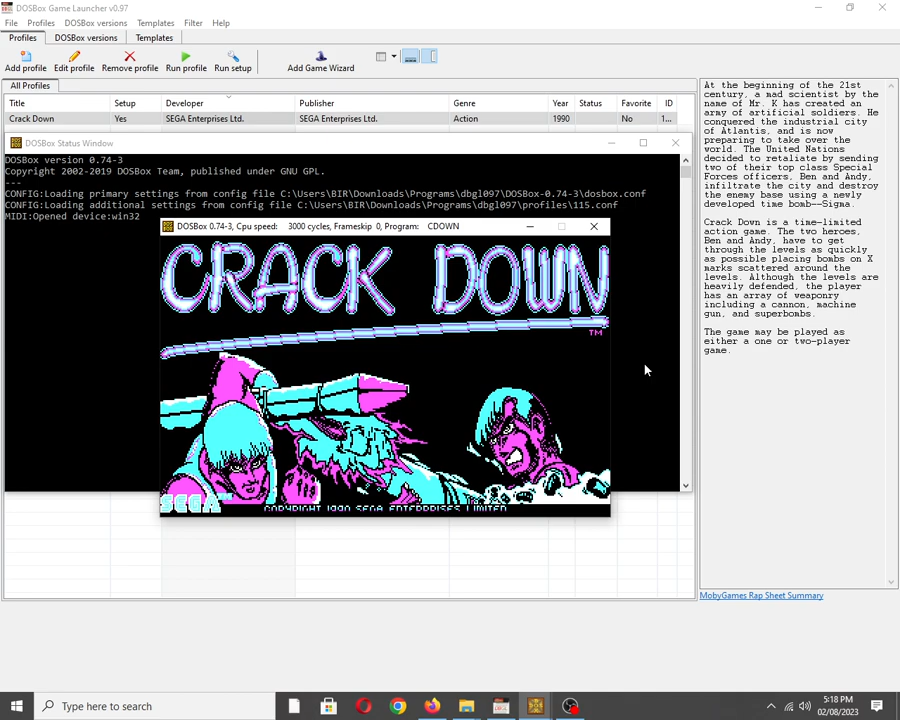 DOSBox Game Launcher v0.97
File Profiles DOSBox versions Templates Filter Help
Profiles DOSBox versions Templates
Add profile Edit profile Remove profile Run profile Run setup Add Game Wizard
All Profiles
Title Setup Developer Publisher Genre Year Status Favorite ID
Crack Down Yes SEGA Enterprises Ltd. SEGA Enterprises Ltd. Action 1990 No 1...
DOSBox Status Window
DOSBox version 0.74-3
Copyright 2002-2019 DOSBox Team, published under GNU GPL.
---
CONFIG:Loading primary settings from config file C:\Users\BIR\Downloads\Programs\dbgl097\DOSBox-0.74-3\dosbox.conf
CONFIG:Loading additional settings from config file C:\Users\BIR\Downloads\Programs\dbgl097\profiles\115.conf
MIDI:Opened device:win32
DOSBox 0.74-3, Cpu speed: 3000 cycles, Frameskip 0, Program: CDOWN
CRACK DOWN
TM
SEGA
COPYRIGHT 1990 SEGA ENTERPRISES LIMITED
At the beginning of the 21st
century, a mad scientist by the
name of Mr. K has created an
array of artificial soldiers. He
conquered the industrial city
of Atlantis, and is now
preparing to take over the
world. The United Nations
decided to retaliate by sending
two of their top class Special
Forces officers, Ben and Andy,
infiltrate the city and destroy
the enemy base using a newly
developed time bomb--Sigma.
Crack Down is a time-limited
action game. The two heroes,
Ben and Andy, have to get
through the levels as quickly
as possible placing bombs on X
marks scattered around the
levels. Although the levels are
heavily defended, the player
has an array of weaponry
including a cannon, machine
gun, and superbombs.
The game may be played as
either a one or two-player
game.
MobyGames Rap Sheet Summary
Type here to search
5:18 PM
02/08/2023